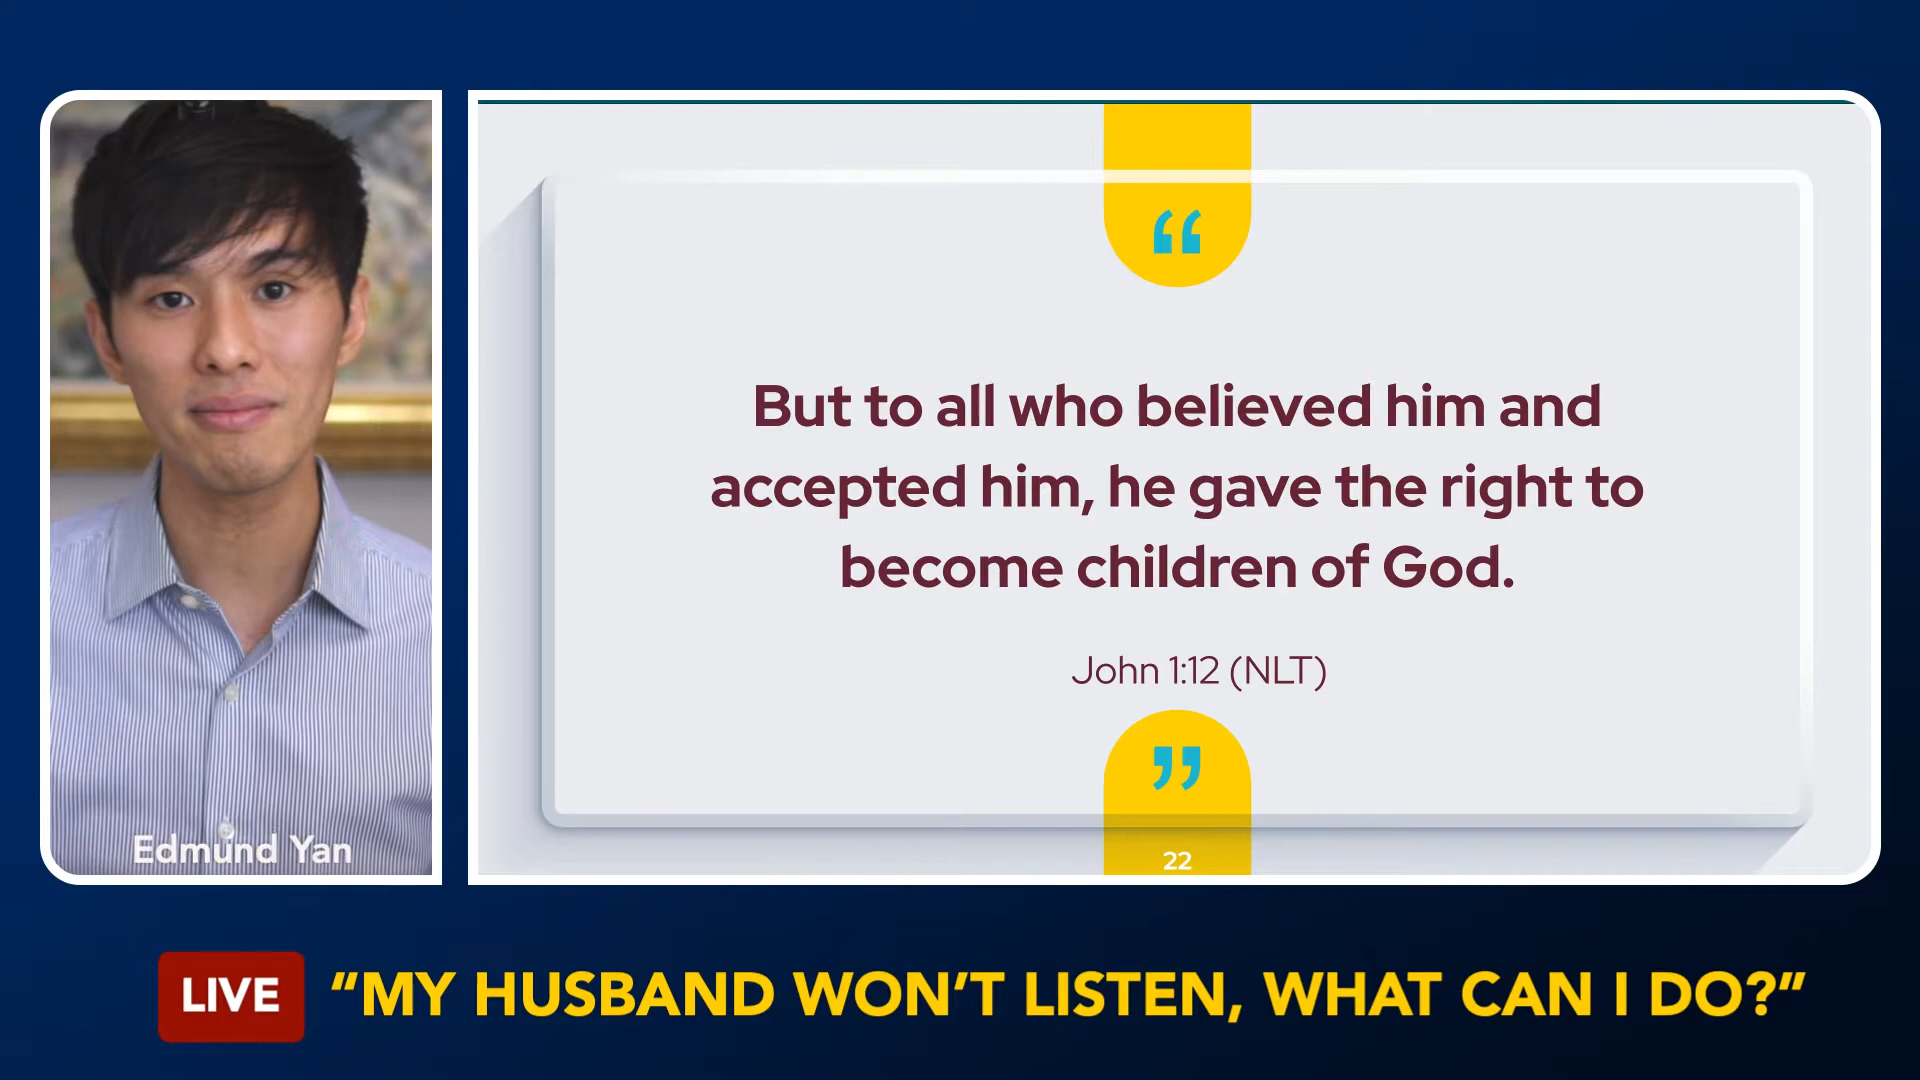 Edmund Yan
“
But to all who believed him and
accepted him, he gave the right to
become children of God.
John 1:12 (NLT)
”
22
LIVE
“MY HUSBAND WON’T LISTEN, WHAT CAN I DO?”